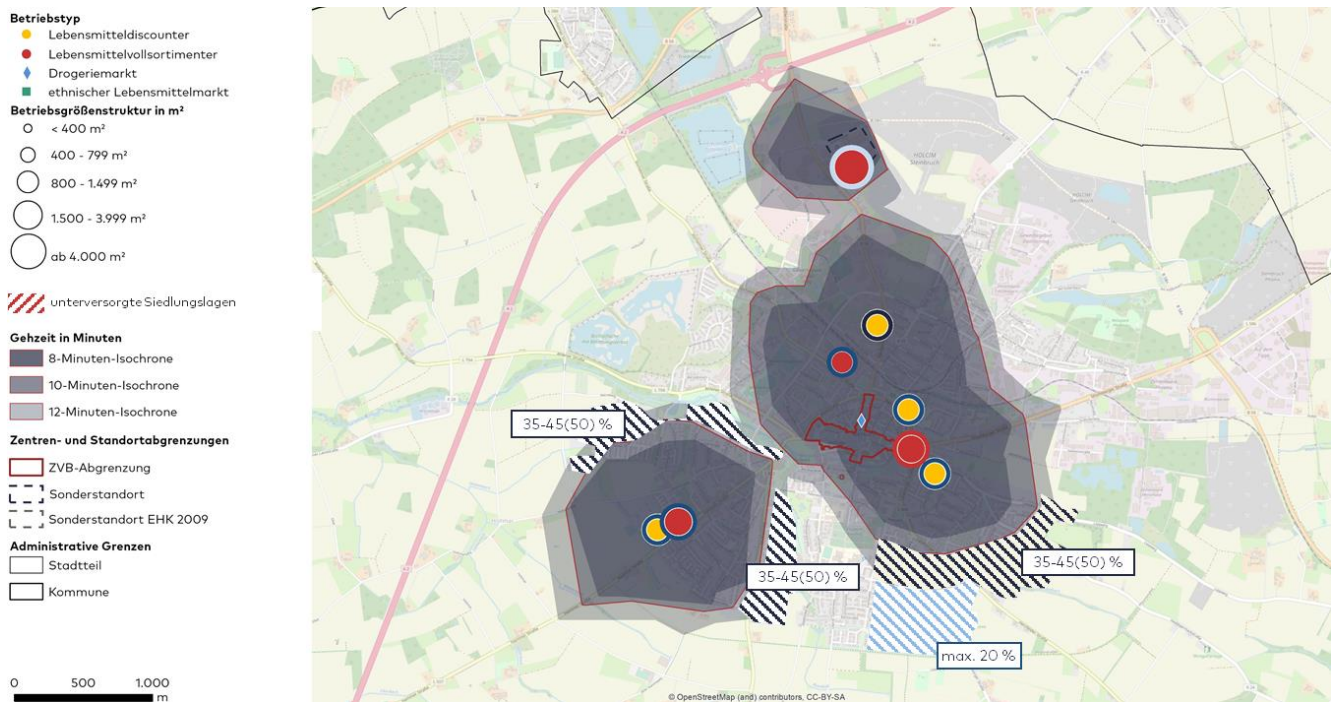 Betriebstyp
Lebensmitteldiscounter
Lebensmittelvollsortimenter
Drogeriemarkt
ethnischer Lebensmittelmarkt
Betriebsgrößenstruktur in m²
< 400 m²
400 - 799 m²
800 - 1.499 m²
1.500 - 3.999 m²
ab 4.000 m²
unterversorgte Siedlungslagen
Gehzeit in Minuten
8-Minuten-Isochrone
10-Minuten-Isochrone
12-Minuten-Isochrone
Zentren- und Standortabgrenzungen
ZVB-Abgrenzung
Sonderstandort
Sonderstandort EHK 2009
Administrative Grenzen
Stadtteil
Kommune
0 500 1.000
m
HOLCIM
Steinbruch
35-45(50) %
35-45(50) %
35-45(50) %
max. 20 %
© OpenStreetMap (and) contributors, CC-BY-SA